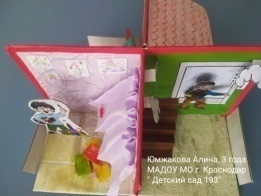 Юмжакова Алина, 3 года
МАДОУ МО г. Краснодар
" Детский сад 193"